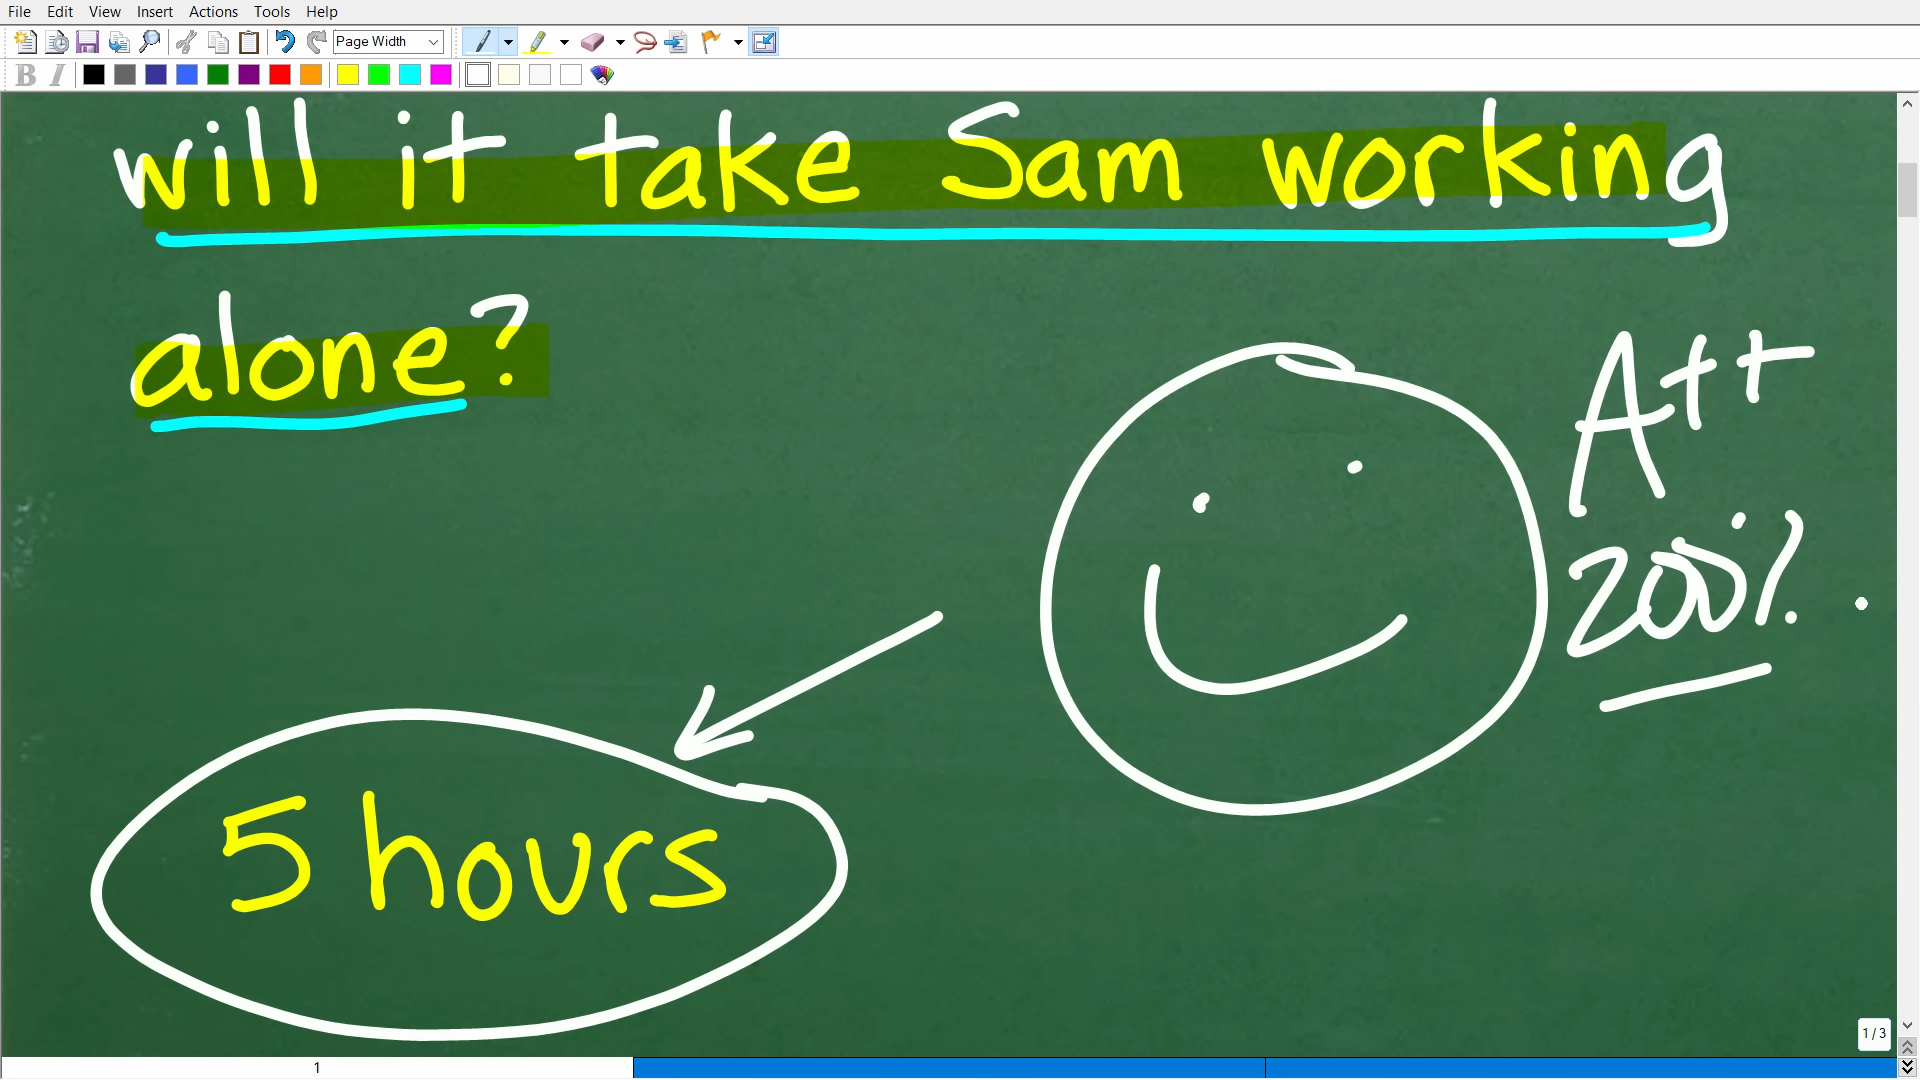 File Edit View Insert Actions Tools Help
Page Width
B I
will it take Sam working
alone?
A++
200%.
5 hours
1 / 3
1